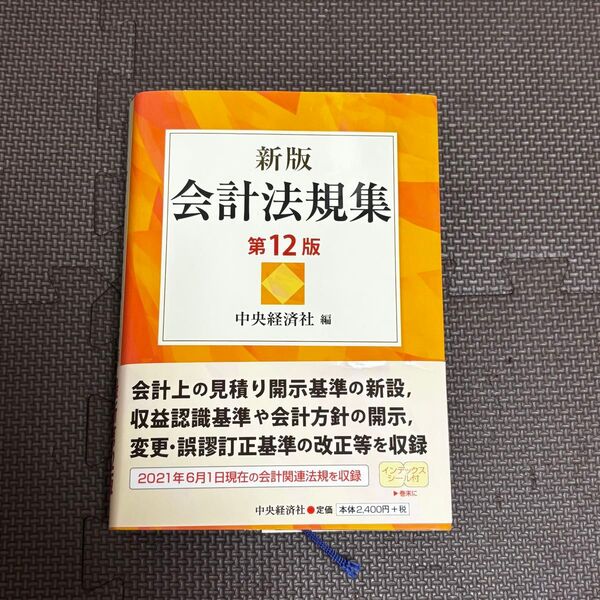 新版
会計法規集
第12版
中央経済社 編
会計上の見積り開示基準の新設,
収益認識基準や会計方針の開示,
変更・誤謬訂正基準の改正等を収録
2021年6月1日現在の会計関連法規を収録
インデックス
シール付
▶巻末に
中央経済社 ●定価 本体2,400円+税